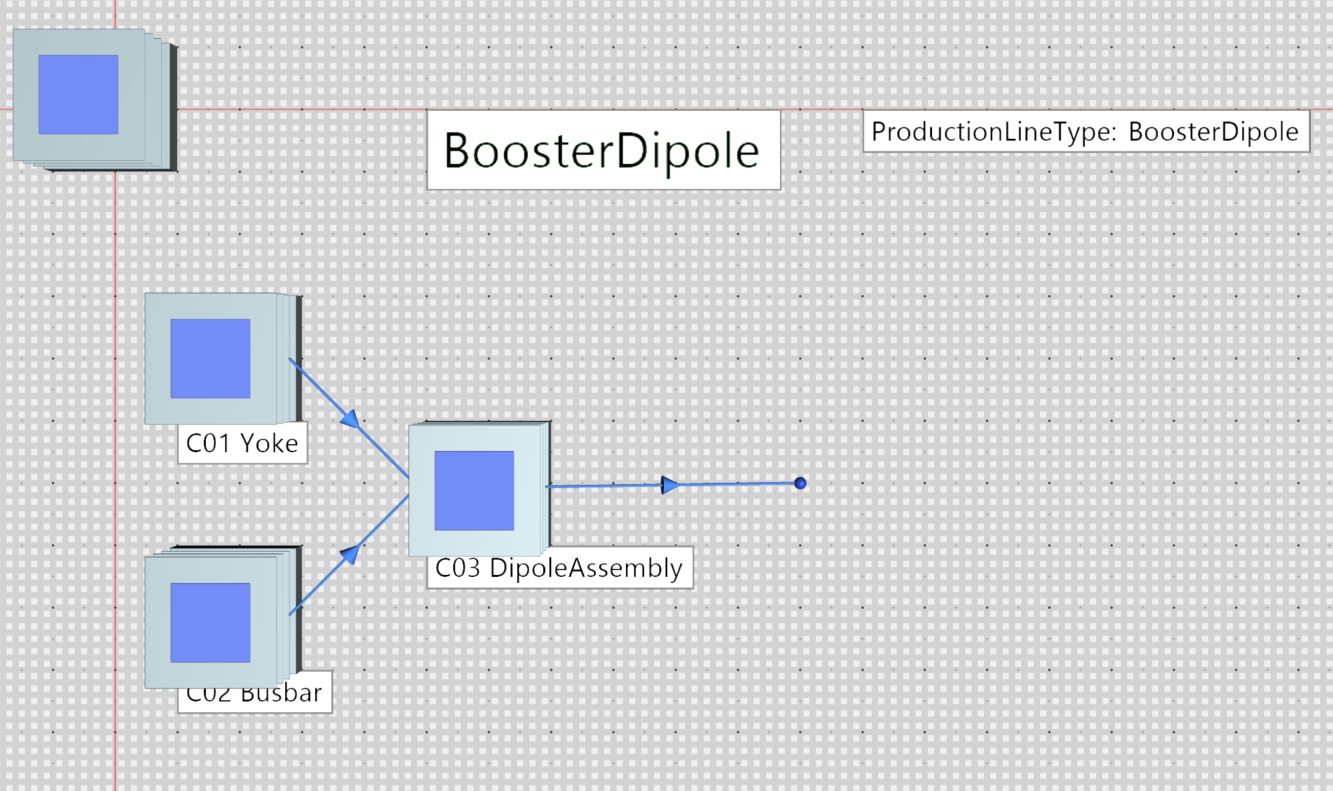 BoosterDipole
ProductionLineType: BoosterDipole
C01 Yoke
C03 DipoleAssembly
C02 Busbar